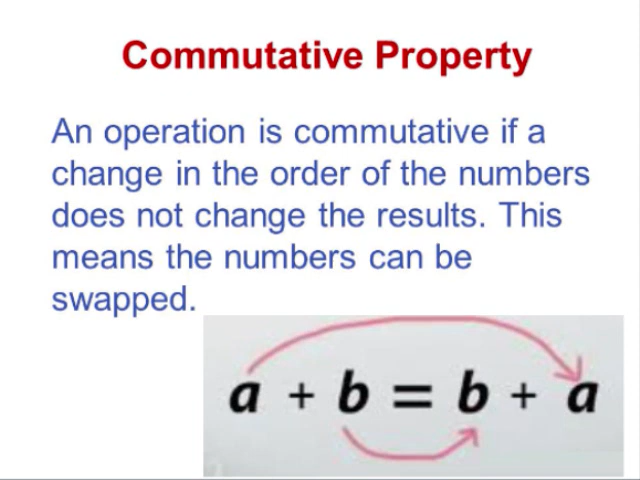 Commutative Property
An operation is commutative if a
change in the order of the numbers
does not change the results. This
means the numbers can be
swapped.
a + b = b + a